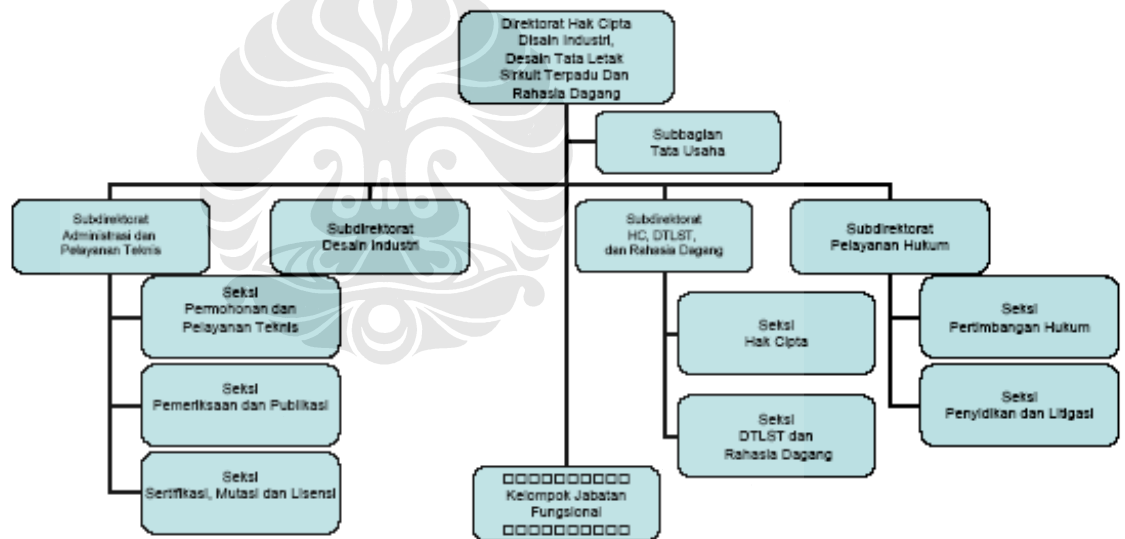 Direktorat Hak Cipta
Disain Industri,
Desain Tata Letak
Sirkuit Terpadu Dan
Rahasia Dagang
Subbagian
Tata Usaha
Subdirektorat
Administrasi dan
Pelayanan Teknis
Subdirektorat
Desain Industri
Subdirektorat
HC, DTLST,
dan Rahasia Dagang
Subdirektorat
Pelayanan Hukum
Seksi
Permohonan dan
Pelayanan Teknis
Seksi
Pemeriksaan dan Publikasi
Seksi
Sertifikasi, Mutasi dan Lisensi
Seksi
Hak Cipta
Seksi
DTLST dan
Rahasia Dagang
Seksi
Pertimbangan Hukum
Seksi
Penyidikan dan Litigasi
□□□□□□□□□□
Kelompok Jabatan
Fungsional
□□□□□□□□□□